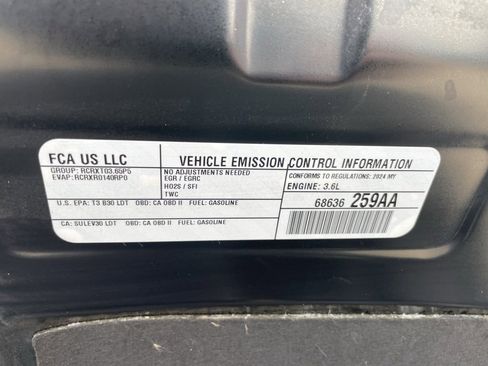 FCA US LLC
VEHICLE EMISSION CONTROL INFORMATION
GROUP: RCRXT03.65P5
EVAP: RCRXR0140RP0
NO ADJUSTMENTS NEEDED
EGR / EGRC
HO2S / SFI
TWC
CONFORMS TO REGULATIONS: 2024 MY
ENGINE: 3.6L
U.S. EPA: T3 B30 LDT OBD: CA OBD II FUEL: GASOLINE
CA: SULEV30 LDT OBD: CA OBD II FUEL: GASOLINE
68636 259AA